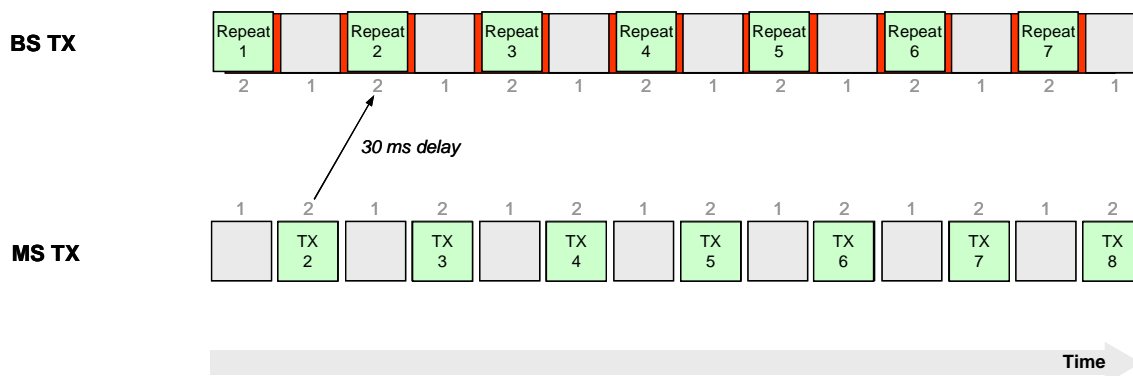 BS TX
Repeat Repeat Repeat Repeat Repeat Repeat Repeat
1 2 3 4 5 6 7
2 1 2 1 2 1 2 1 2 1 2 1 2 1
30 ms delay
1 2 1 2 1 2 1 2 1 2 1 2 1 2
MS TX
TX TX TX TX TX TX TX
2 3 4 5 6 7 8
Time